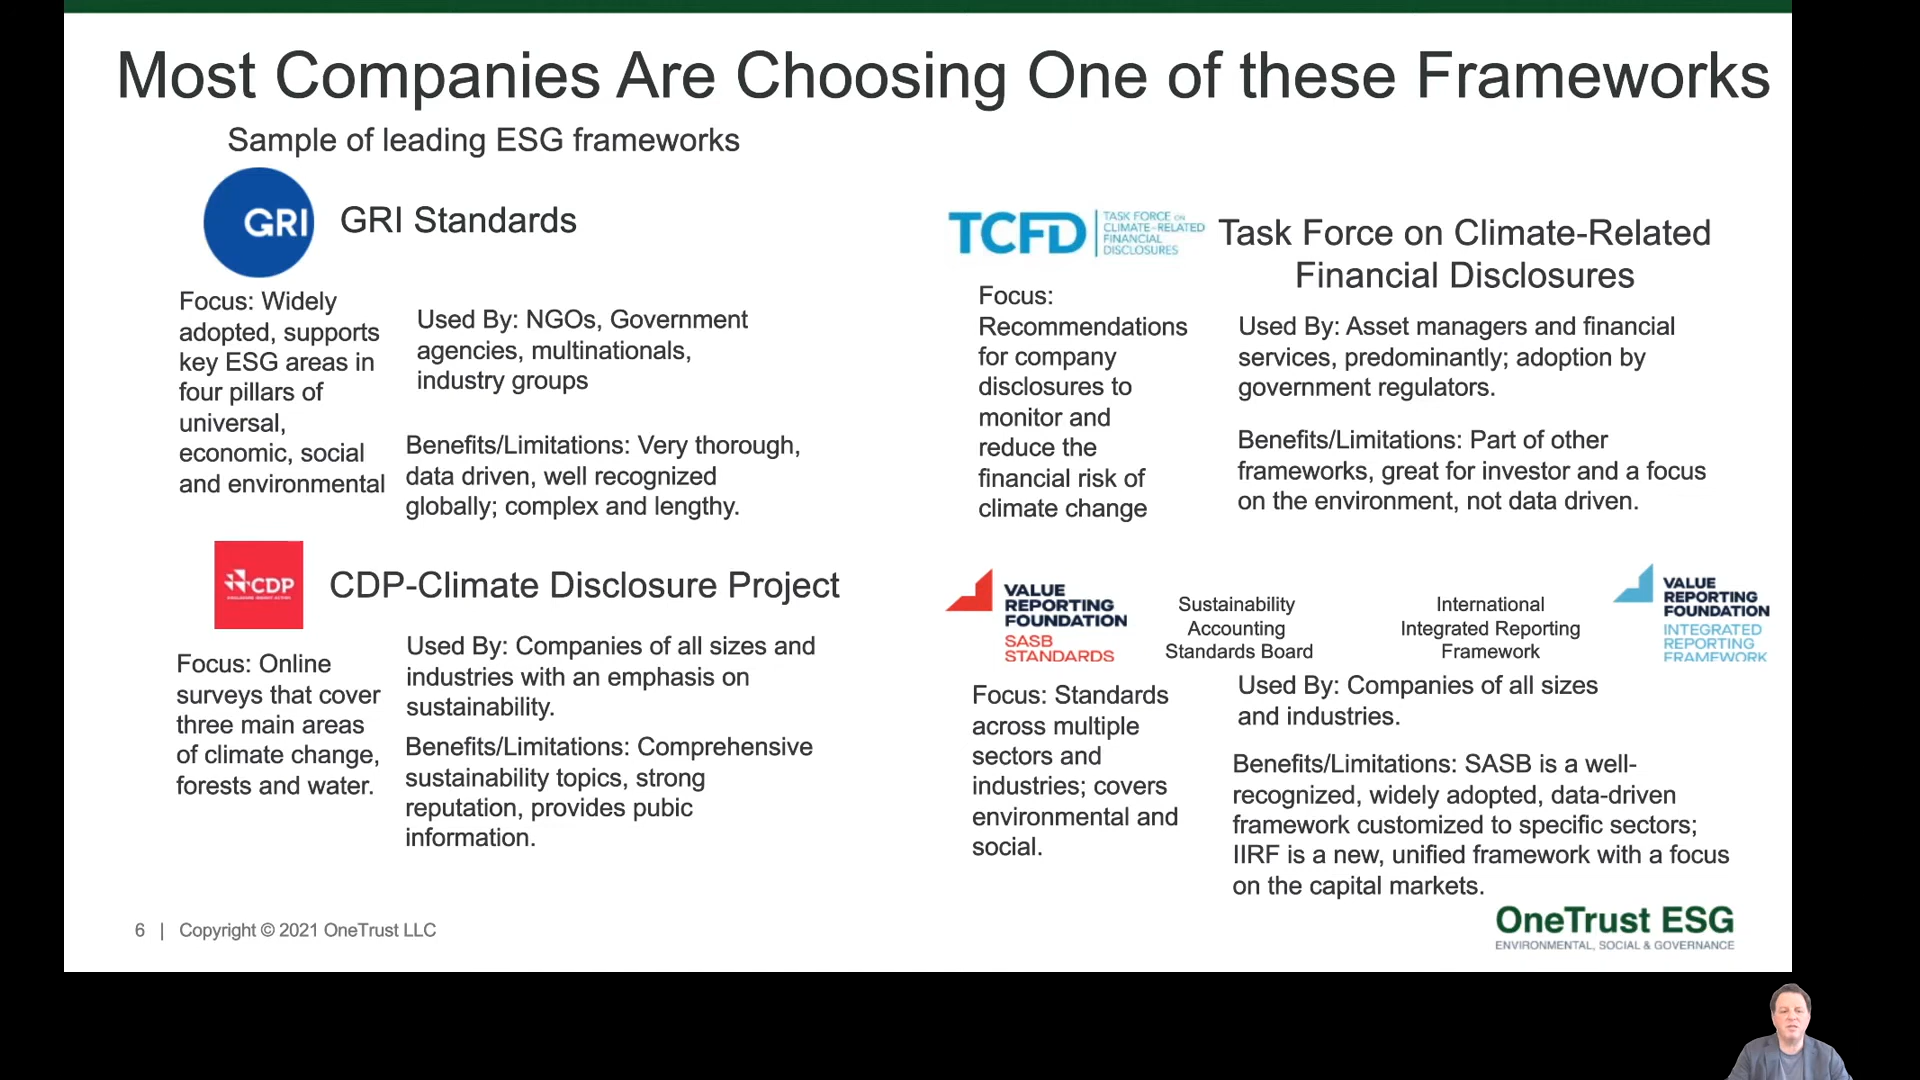 Most Companies Are Choosing One of these Frameworks
Sample of leading ESG frameworks
GRI
GRI Standards
Focus: Widely
adopted, supports
key ESG areas in
four pillars of
universal,
economic, social
and environmental
Used By: NGOs, Government
agencies, multinationals,
industry groups
Benefits/Limitations: Very thorough,
data driven, well recognized
globally; complex and lengthy.
TCFD
TASK FORCE ON
CLIMATE-RELATED
FINANCIAL
DISCLOSURES
Task Force on Climate-Related
Financial Disclosures
Focus:
Recommendations
for company
disclosures to
monitor and
reduce the
financial risk of
climate change
Used By: Asset managers and financial
services, predominantly; adoption by
government regulators.
Benefits/Limitations: Part of other
frameworks, great for investor and a focus
on the environment, not data driven.
CDP
CDP-Climate Disclosure Project
Focus: Online
surveys that cover
three main areas
of climate change,
forests and water.
Used By: Companies of all sizes and
industries with an emphasis on
sustainability.
Benefits/Limitations: Comprehensive
sustainability topics, strong
reputation, provides pubic
information.
VALUE
REPORTING
FOUNDATION
SASB
STANDARDS
Sustainability
Accounting
Standards Board
International
Integrated Reporting
Framework
VALUE
REPORTING
FOUNDATION
INTEGRATED
REPORTING
FRAMEWORK
Focus: Standards
across multiple
sectors and
industries; covers
environmental and
social.
Used By: Companies of all sizes
and industries.
Benefits/Limitations: SASB is a well-
recognized, widely adopted, data-driven
framework customized to specific sectors;
IIRF is a new, unified framework with a focus
on the capital markets.
6 | Copyright © 2021 OneTrust LLC
OneTrust ESG
ENVIRONMENTAL, SOCIAL & GOVERNANCE